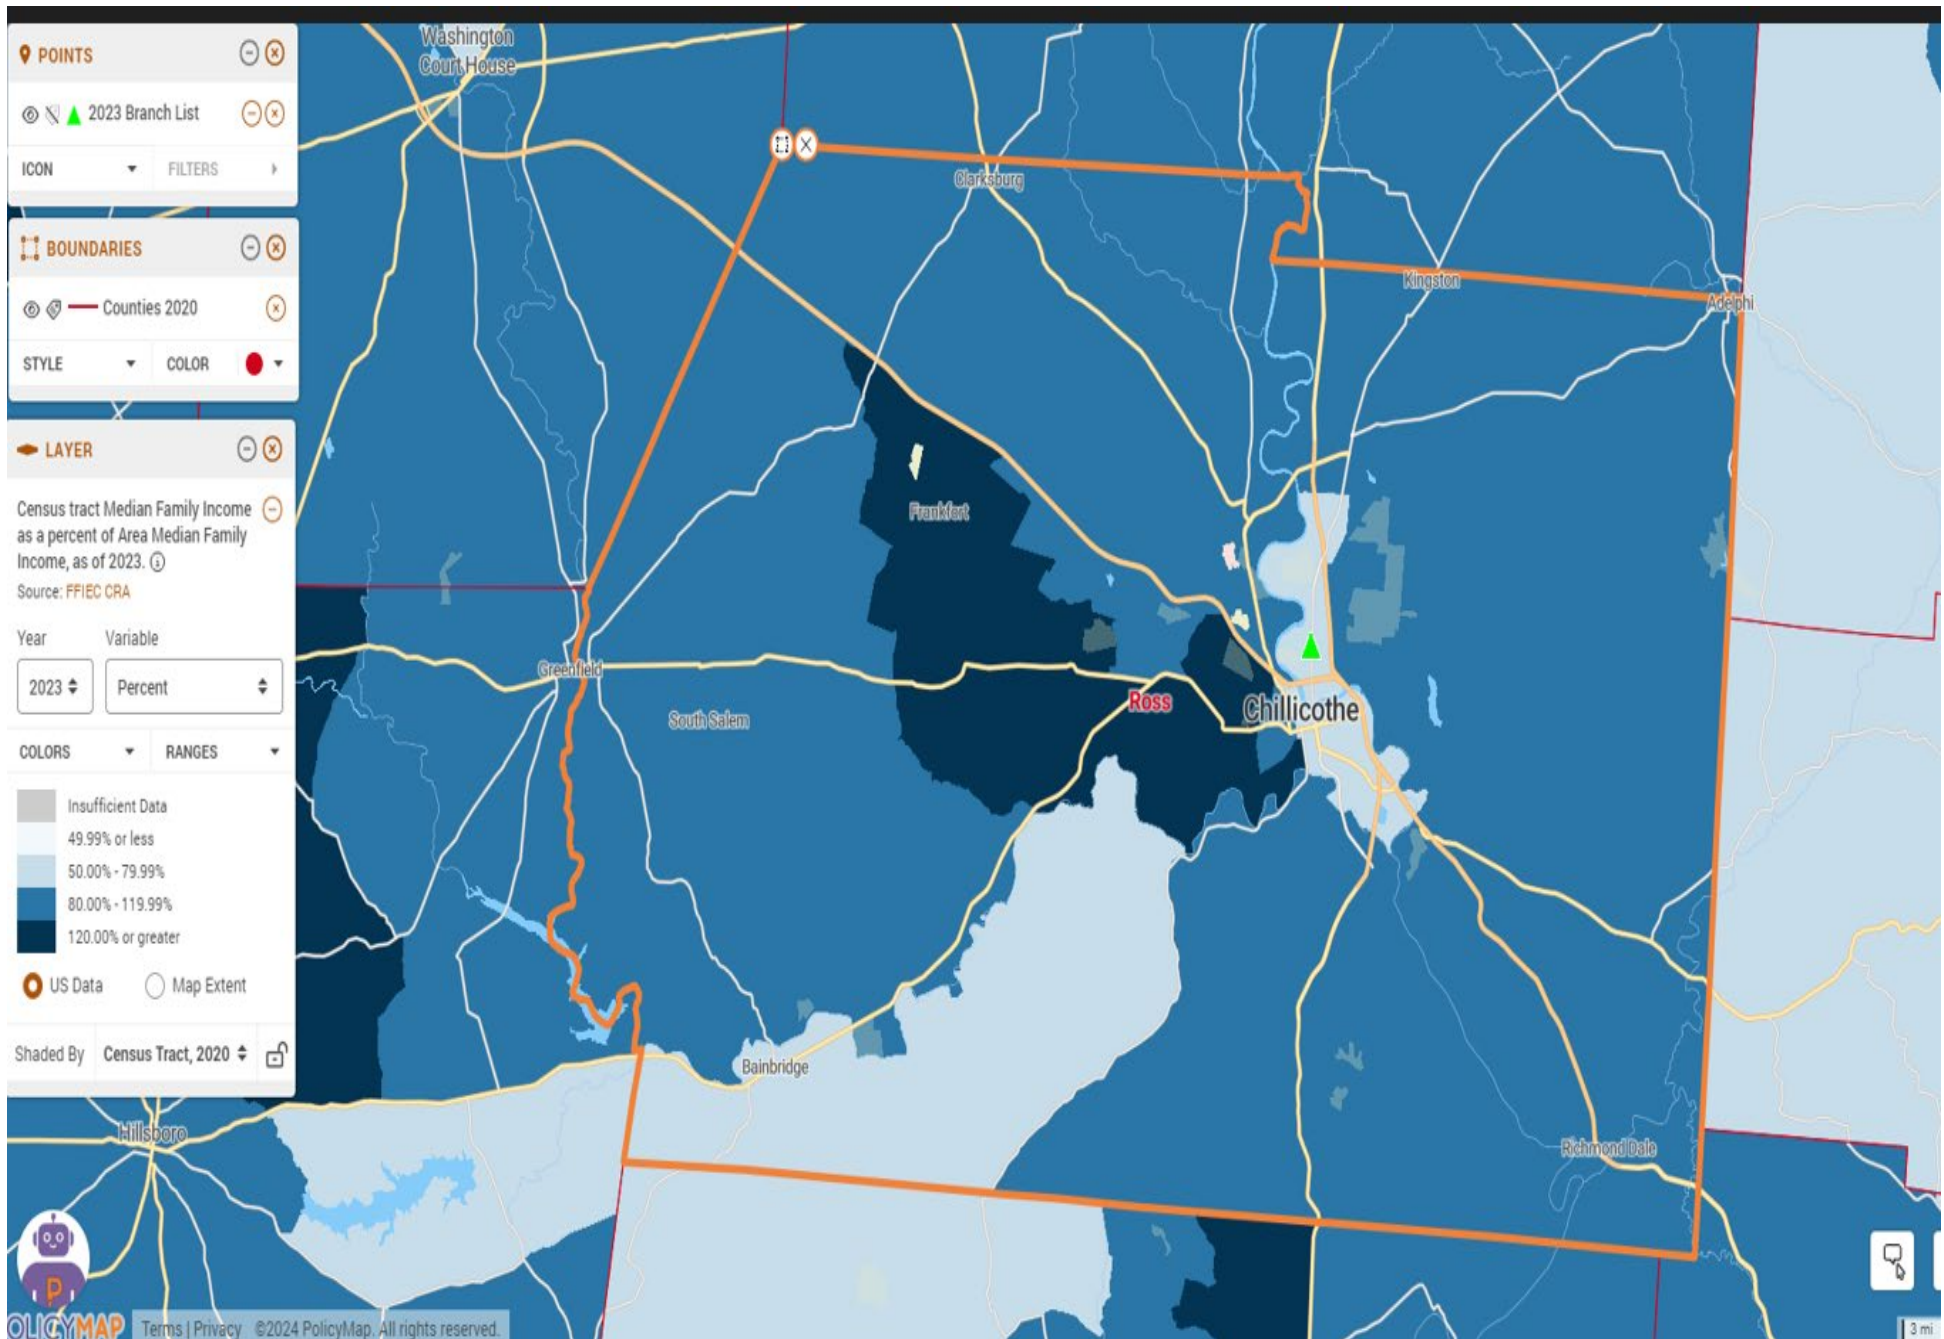 POINTS
2023 Branch List
ICON
FILTERS
BOUNDARIES
Counties 2020
STYLE
COLOR
LAYER
Census tract Median Family Income
as a percent of Area Median Family
Income, as of 2023.
Source: FFIEC CRA
Year
Variable
2023
Percent
COLORS
RANGES
Insufficient Data
49.99% or less
50.00% - 79.99%
80.00% - 119.99%
120.00% or greater
US Data
Map Extent
Shaded By
Census Tract, 2020
Washington
Court House
Clarksburg
Kingston
Adelphi
Frankfort
Greenfield
South Salem
Ross
Chillicothe
Bainbridge
Richmond Dale
Hillsboro
P
OLICYMAP
Terms | Privacy ©2024 PolicyMap. All rights reserved.
3 mi